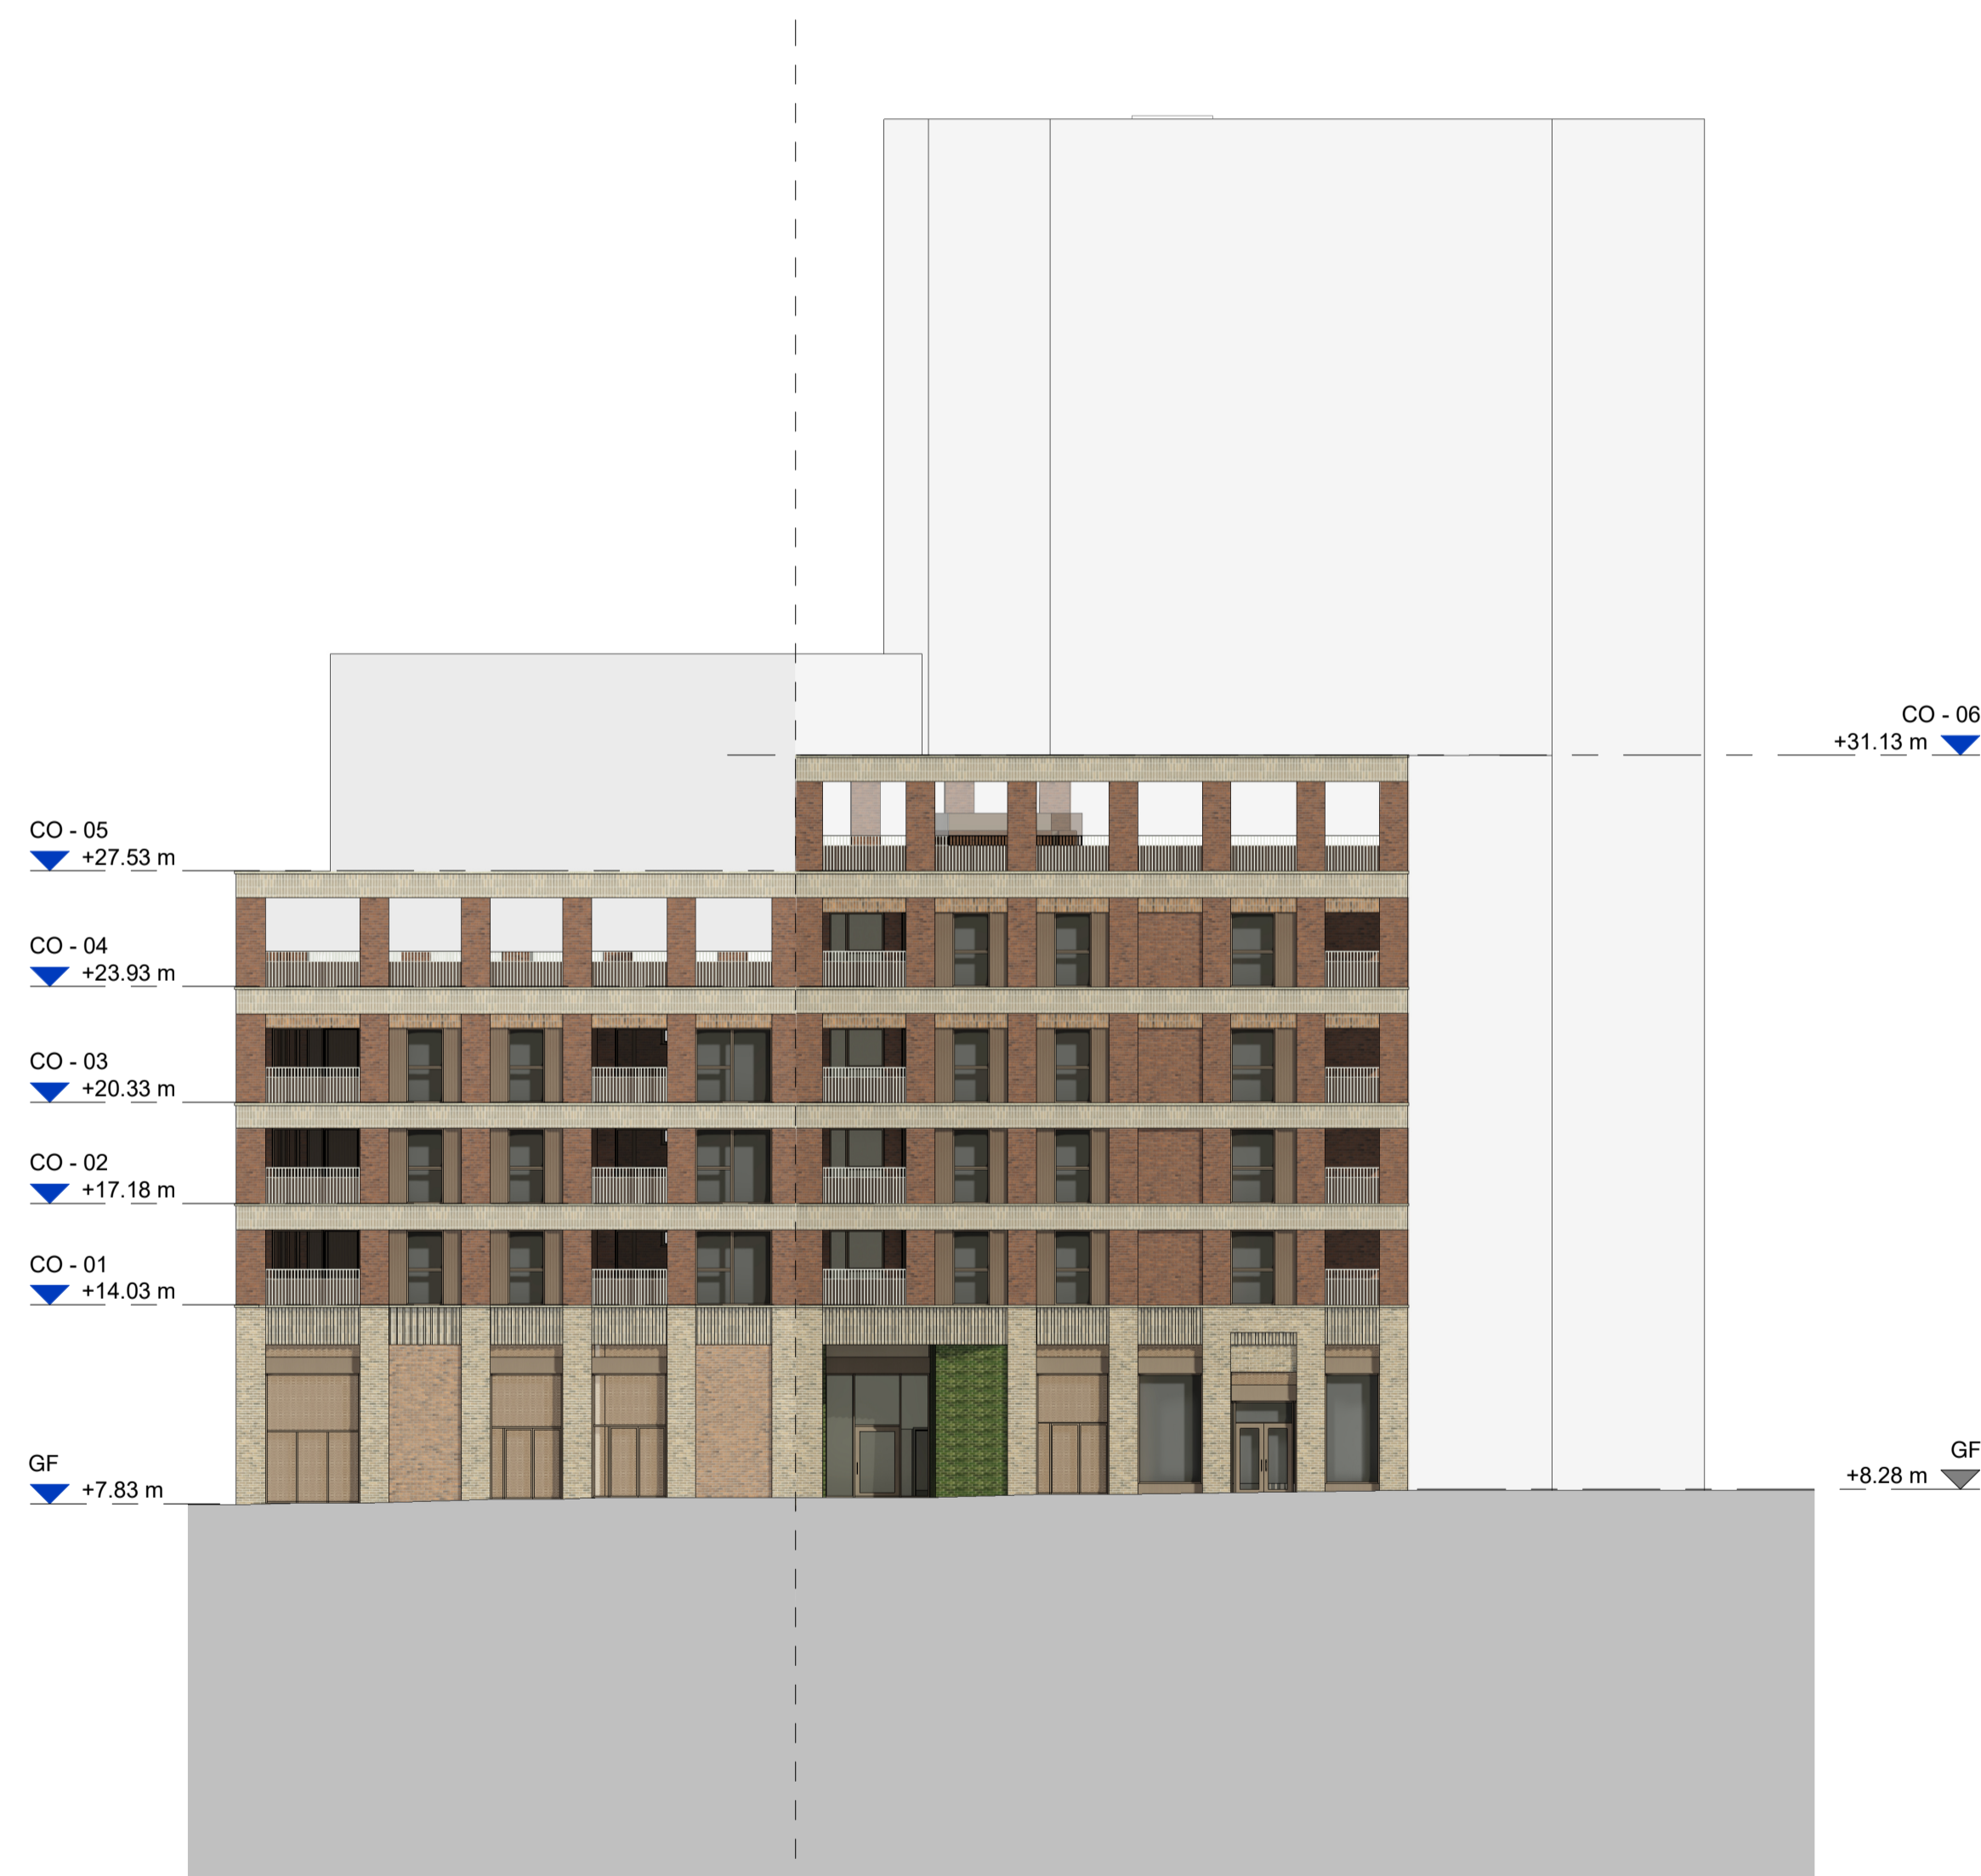 CO - 06
+31.13 m
CO - 05
+27.53 m
CO - 04
+23.93 m
CO - 03
+20.33 m
CO - 02
+17.18 m
CO - 01
+14.03 m
GF
+7.83 m
GF
+8.28 m